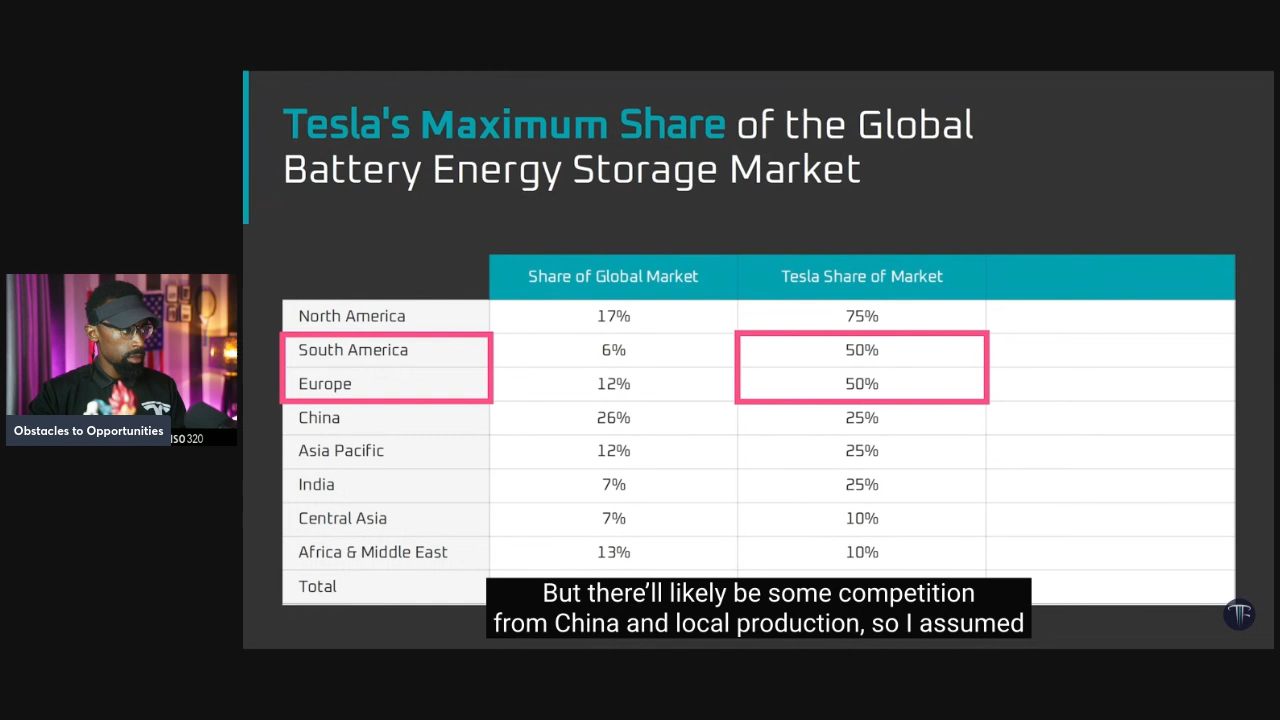 Tesla's Maximum Share of the Global
Battery Energy Storage Market
Share of Global Market Tesla Share of Market
North America 17% 75%
South America 6% 50%
Europe 12% 50%
China 26% 25%
Asia Pacific 12% 25%
India 7% 25%
Central Asia 7% 10%
Africa & Middle East 13% 10%
Total
But there’ll likely be some competition
from China and local production, so I assumed
Obstacles to Opportunities
ISO 320